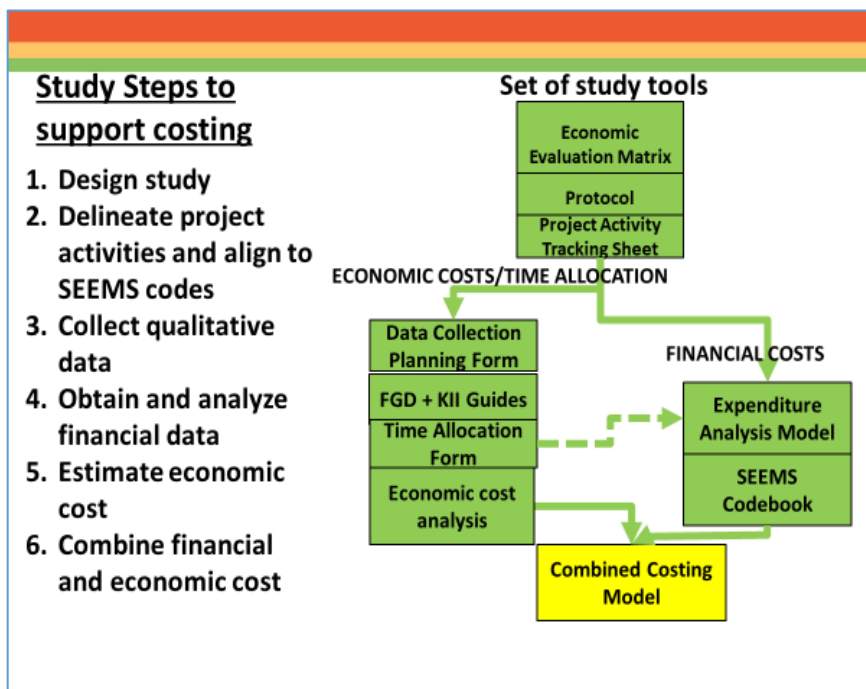 Study Steps to
support costing
1. Design study
2. Delineate project
activities and align to
SEEMS codes
3. Collect qualitative
data
4. Obtain and analyze
financial data
5. Estimate economic
cost
6. Combine financial
and economic cost
Set of study tools
Economic
Evaluation Matrix
Protocol
Project Activity
Tracking Sheet
ECONOMIC COSTS/TIME ALLOCATION
Data Collection
Planning Form
FGD + KII Guides
Time Allocation
Form
Economic cost
analysis
FINANCIAL COSTS
Expenditure
Analysis Model
SEEMS
Codebook
Combined Costing
Model